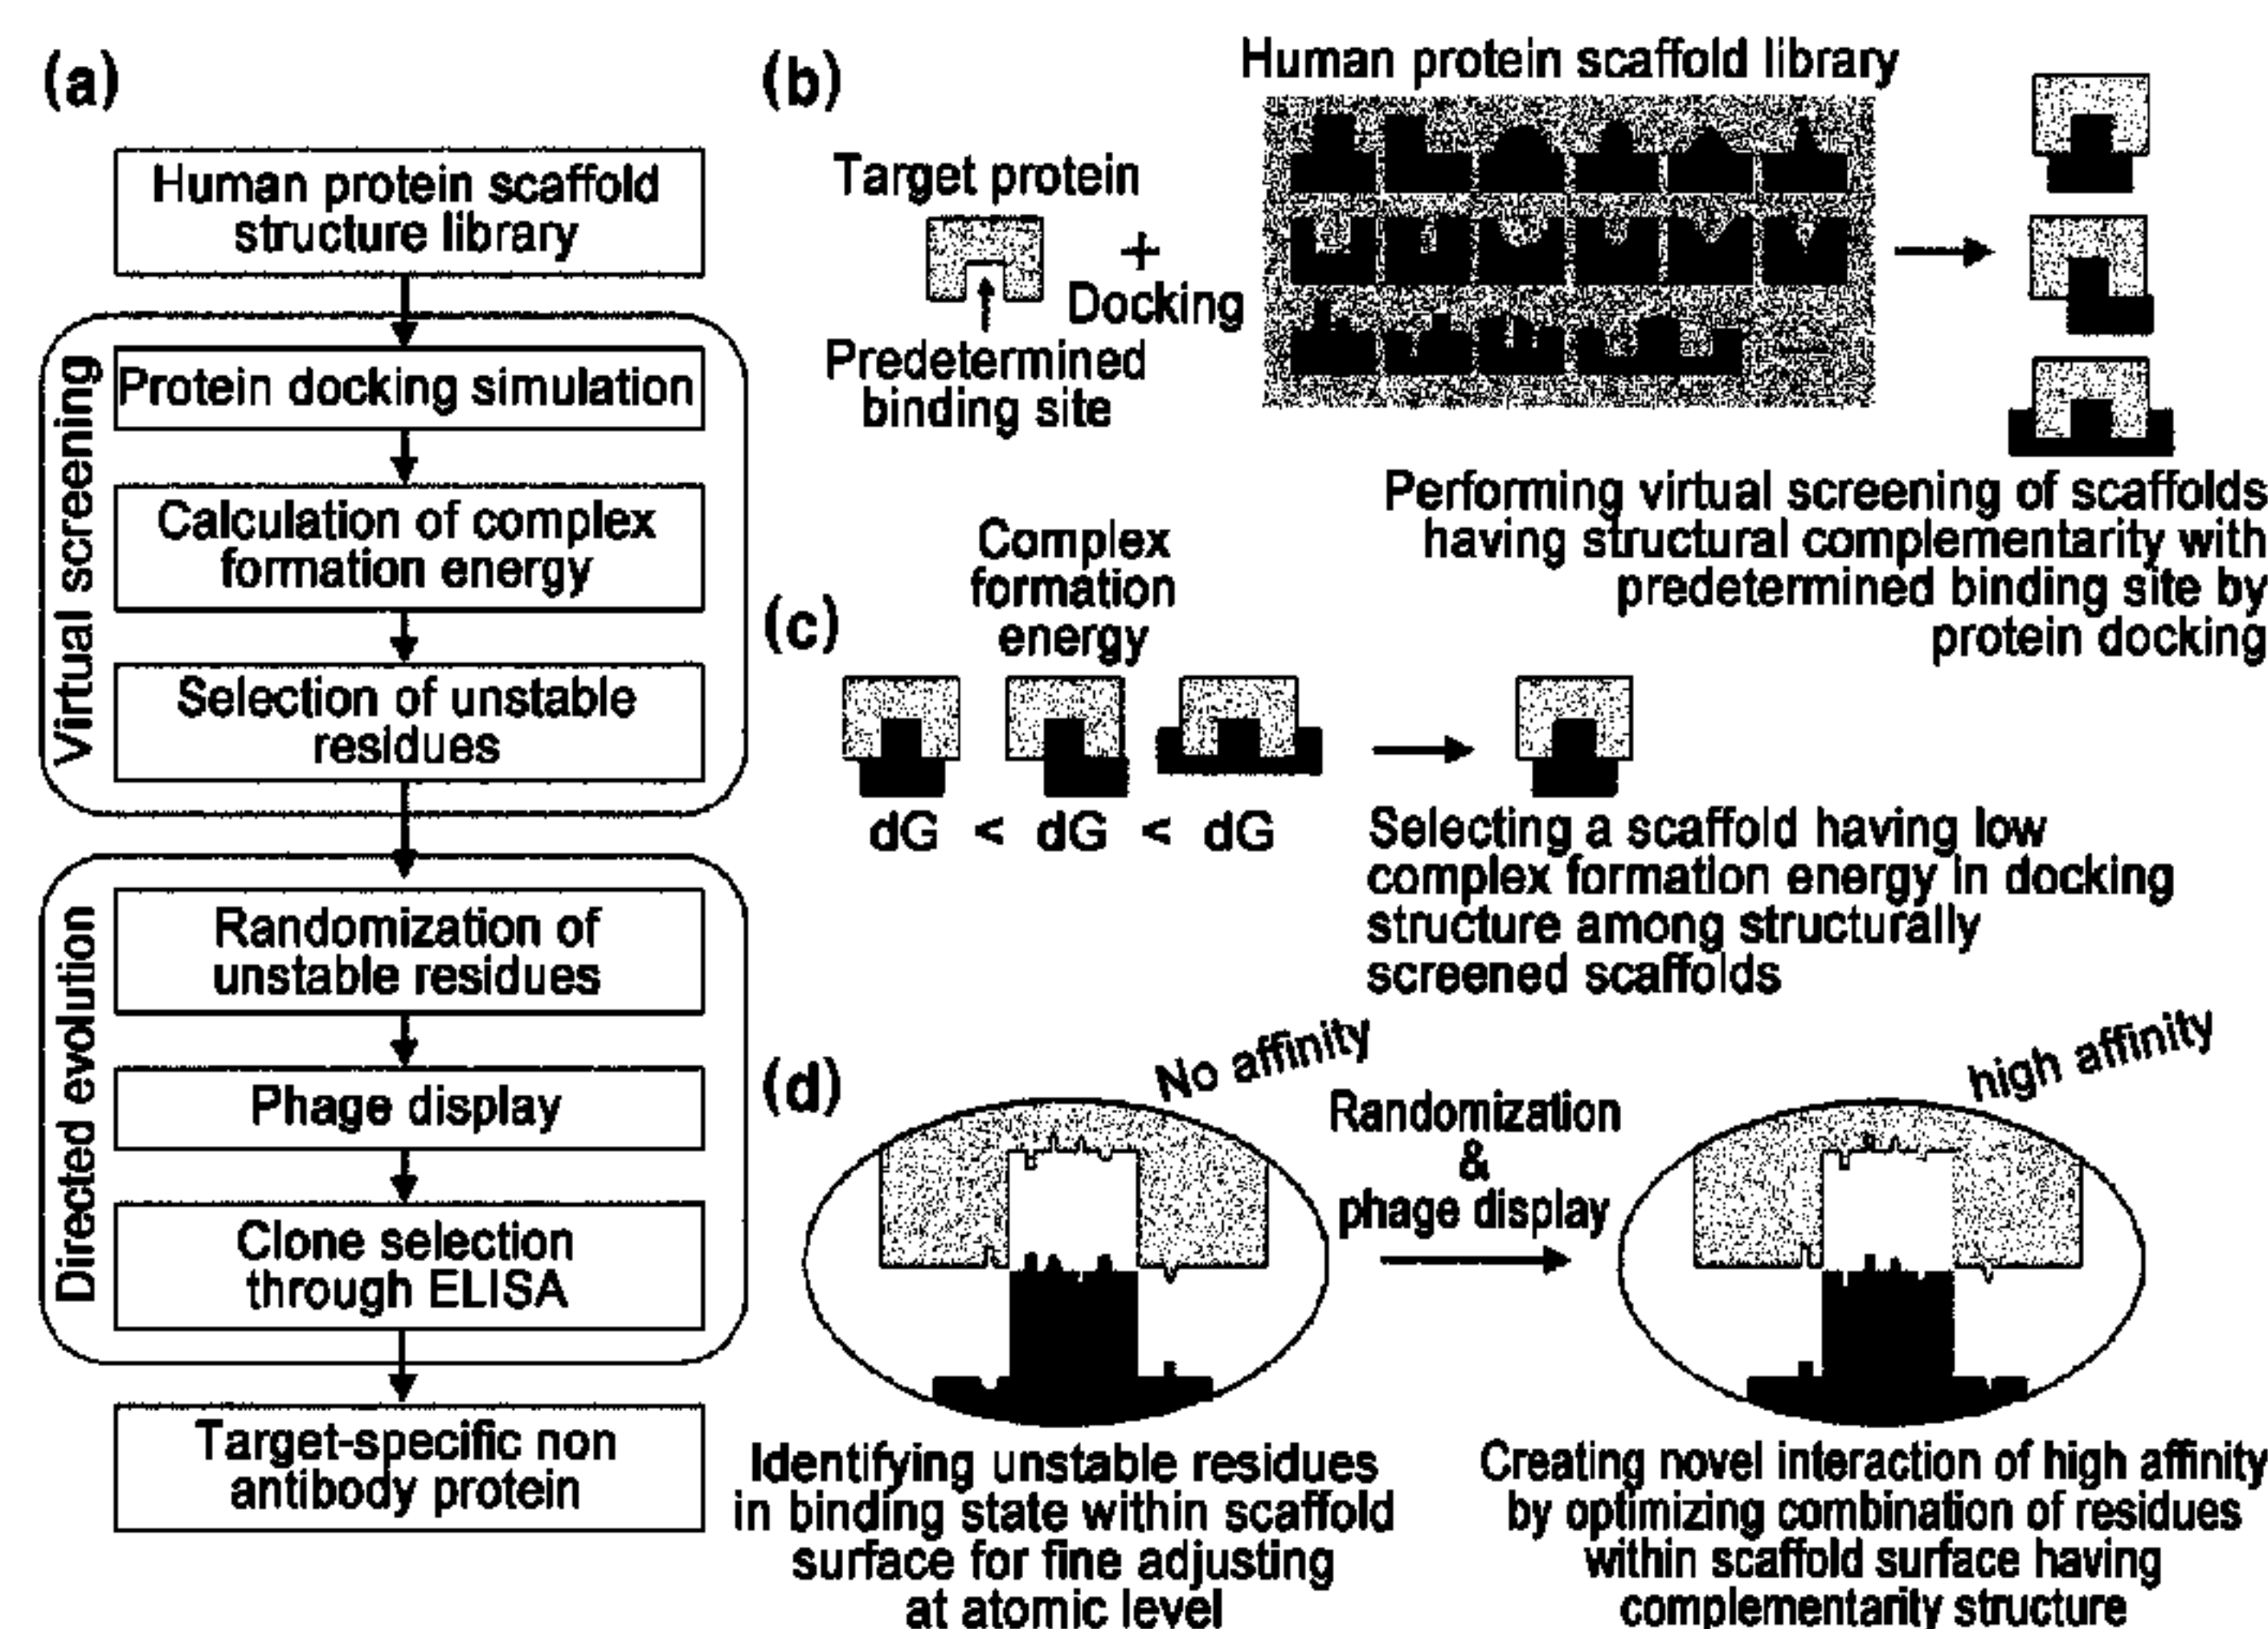 (a)
Human protein scaffold
structure library
Virtual screening
Protein docking simulation
Calculation of complex
formation energy
Selection of unstable
residues
Directed evolution
Randomization of
unstable residues
Phage display
Clone selection
through ELISA
Target-specific non
antibody protein
(b)
Human protein scaffold library
Target protein
+
Docking
Predetermined
binding site
Performing virtual screening of scaffolds
having structural complementarity with
predetermined binding site by
protein docking
(c)
Complex
formation
energy
dG < dG < dG
Selecting a scaffold having low
complex formation energy in docking
structure among structurally
screened scaffolds
(d)
No affinity
Randomization
&
phage display
high affinity
Identifying unstable residues
in binding state within scaffold
surface for fine adjusting
at atomic level
Creating novel interaction of high affinity
by optimizing combination of residues
within scaffold surface having
complementarity structure